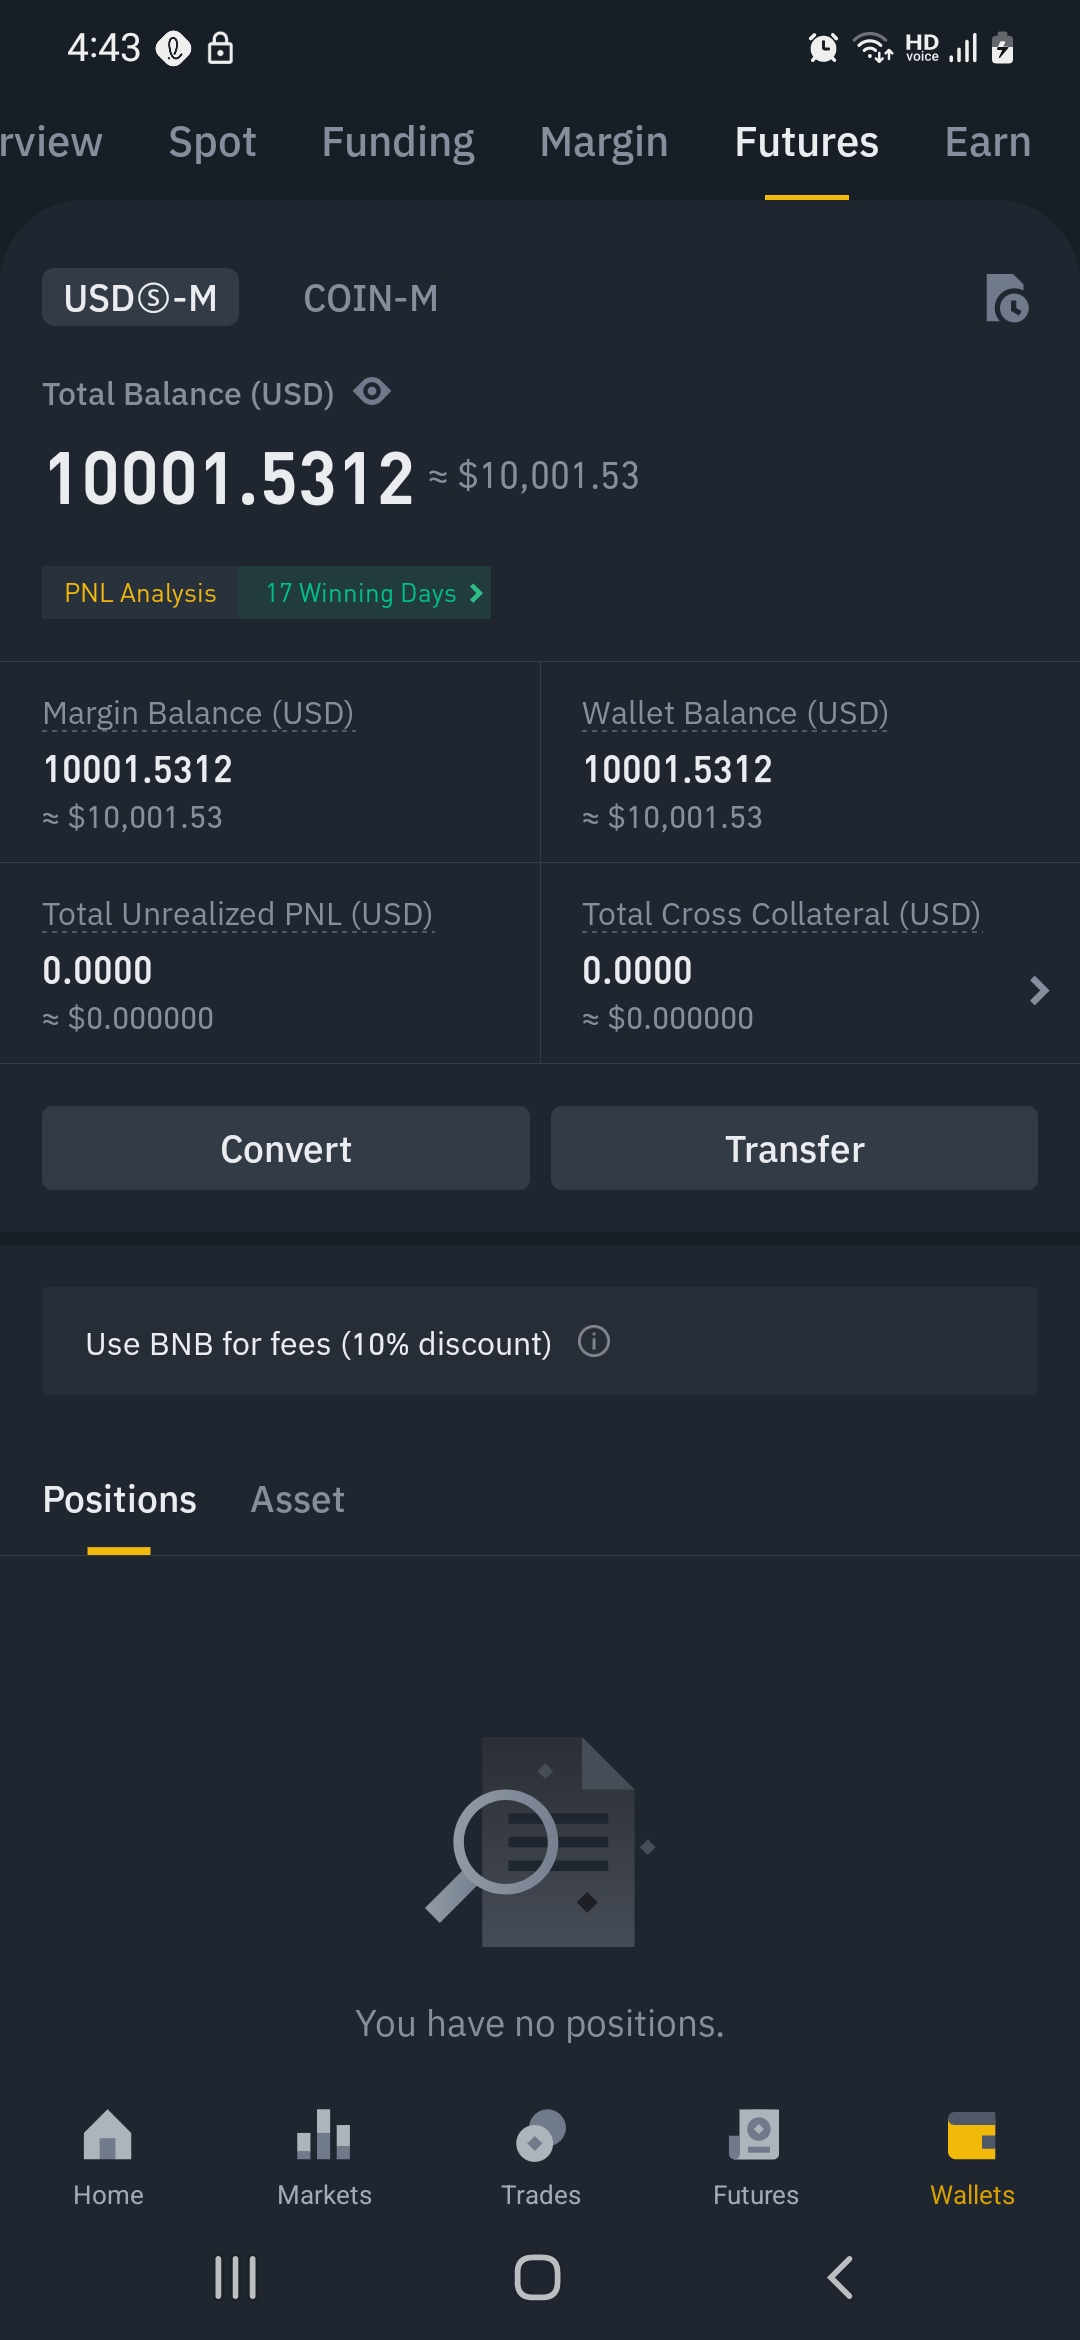 4:43 HD voice
rview Spot Funding Margin Futures Earn
USDⓈ-M COIN-M
Total Balance (USD)
10001.5312 ≈ $10,001.53
PNL Analysis 17 Winning Days
Margin Balance (USD) Wallet Balance (USD)
10001.5312 10001.5312
≈ $10,001.53 ≈ $10,001.53
Total Unrealized PNL (USD) Total Cross Collateral (USD)
0.0000 0.0000
≈ $0.000000 ≈ $0.000000
Convert Transfer
Use BNB for fees (10% discount)
Positions Asset
You have no positions.
Home Markets Trades Futures Wallets